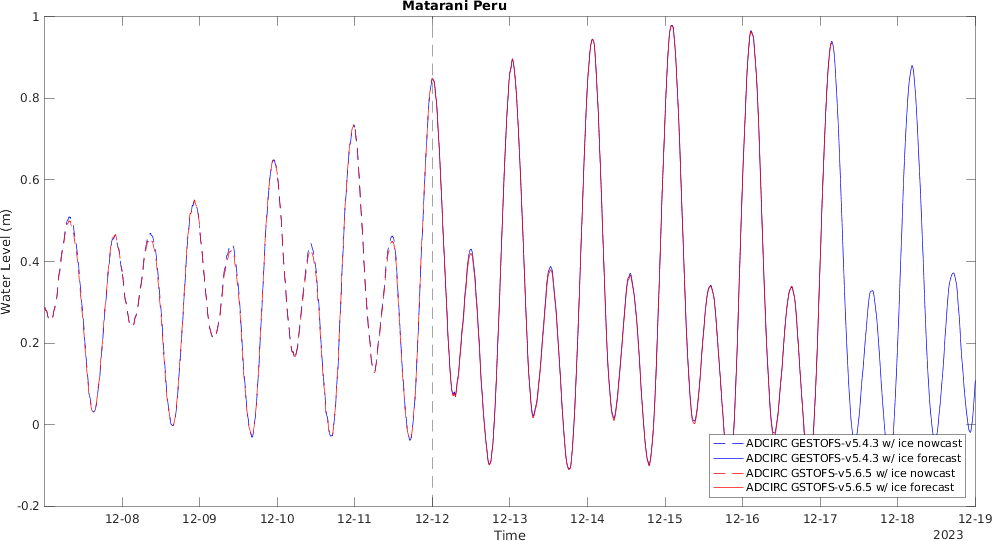 Matarani Peru
1
0.8
0.6
0.4
0.2
0
-0.2
Water Level (m)
12-08 12-09 12-10 12-11 12-12 12-13 12-14 12-15 12-16 12-17 12-18 12-19
Time
2023
ADCIRC GESTOFS-v5.4.3 w/ ice nowcast
ADCIRC GESTOFS-v5.4.3 w/ ice forecast
ADCIRC GSTOFS-v5.6.5 w/ ice nowcast
ADCIRC GSTOFS-v5.6.5 w/ ice forecast